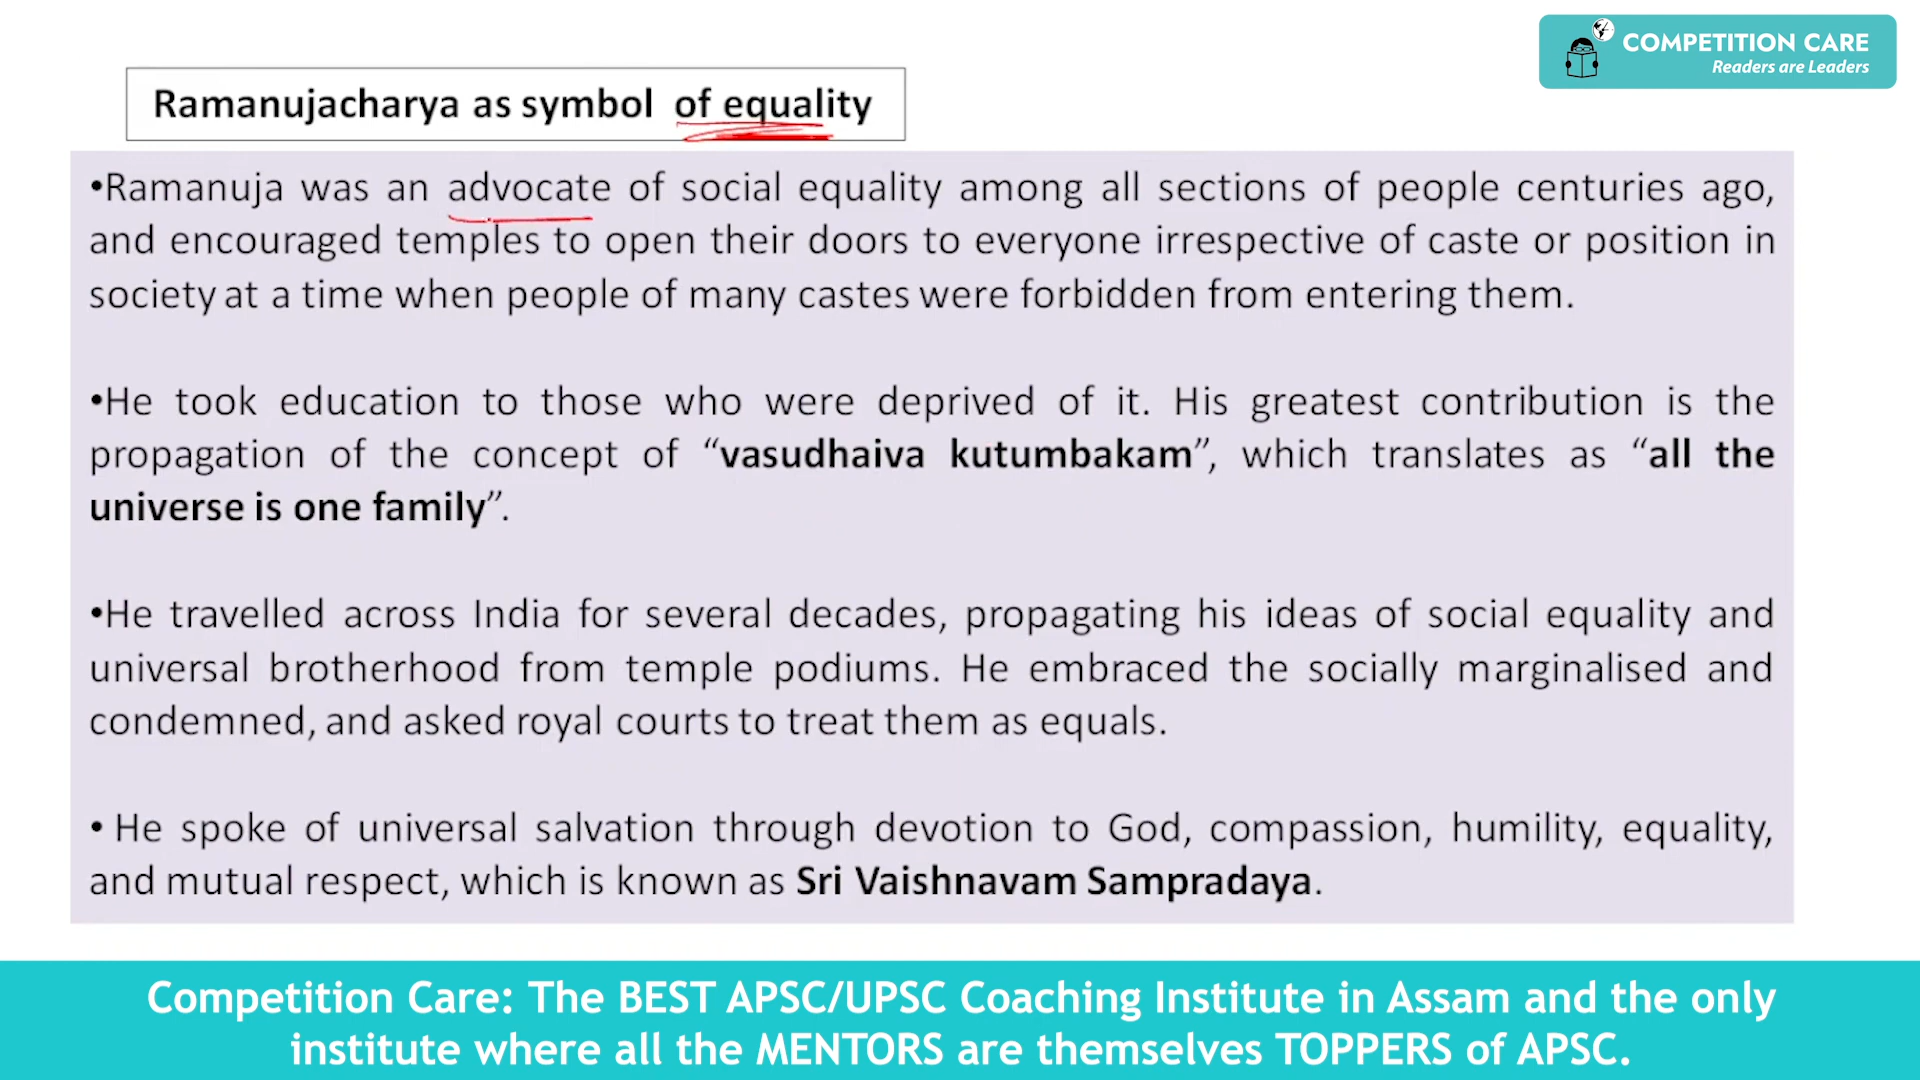 COMPETITION CARE
Readers are Leaders
Ramanujacharya as symbol of equality
•Ramanuja was an advocate of social equality among all sections of people centuries ago,
and encouraged temples to open their doors to everyone irrespective of caste or position in
society at a time when people of many castes were forbidden from entering them.
•He took education to those who were deprived of it. His greatest contribution is the
propagation of the concept of “vasudhaiva kutumbakam”, which translates as “all the
universe is one family”.
•He travelled across India for several decades, propagating his ideas of social equality and
universal brotherhood from temple podiums. He embraced the socially marginalised and
condemned, and asked royal courts to treat them as equals.
• He spoke of universal salvation through devotion to God, compassion, humility, equality,
and mutual respect, which is known as Sri Vaishnavam Sampradaya.
Competition Care: The BEST APSC/UPSC Coaching Institute in Assam and the only
institute where all the MENTORS are themselves TOPPERS of APSC.